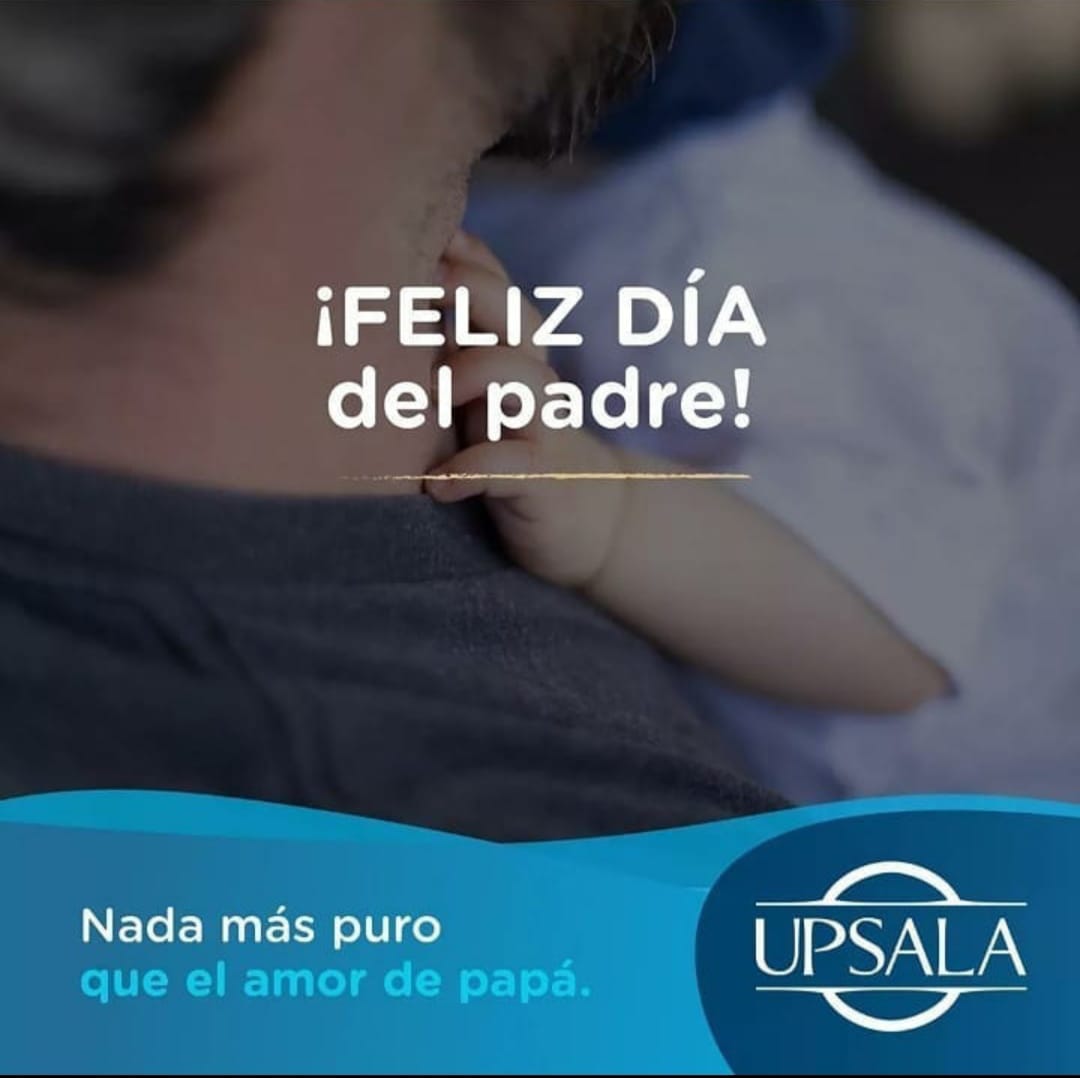 ¡FELIZ DÍA
del padre!
Nada más puro
que el amor de papá.
UPSALA